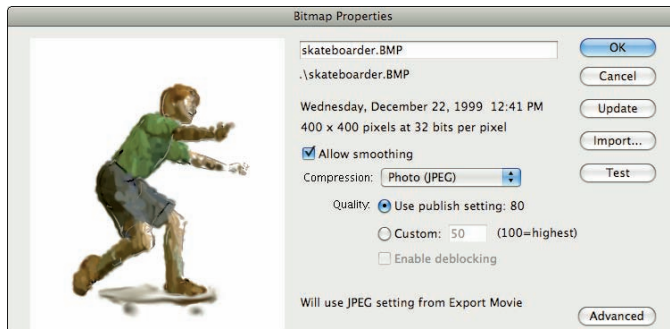 Bitmap Properties
skateboarder.BMP
OK
.\skateboarder.BMP
Cancel
Wednesday, December 22, 1999 12:41 PM
Update
400 x 400 pixels at 32 bits per pixel
Import...
Allow smoothing
Compression: Photo (JPEG)
Test
Quality: Use publish setting: 80
Custom: 50 (100=highest)
Enable deblocking
Will use JPEG setting from Export Movie
Advanced